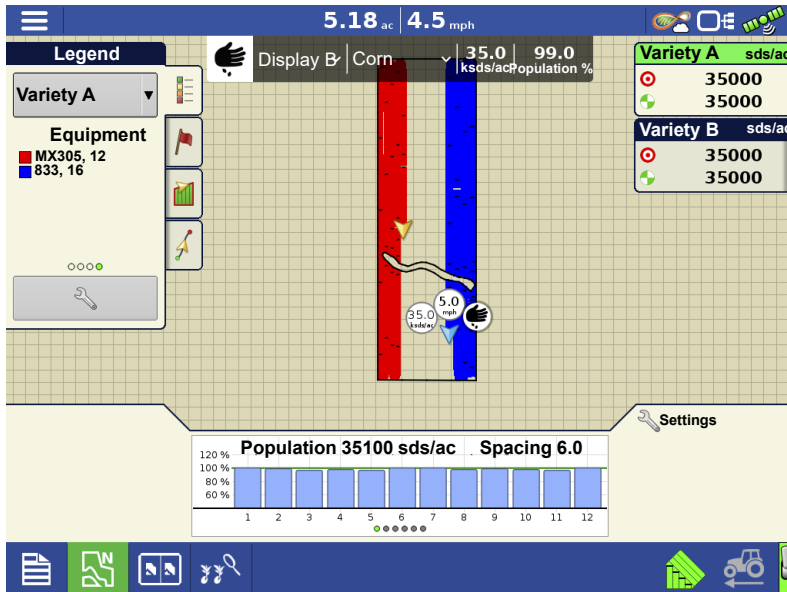 5.18 ac 4.5 mph
Legend
Variety A
Equipment
MX305, 12
833, 16
Display B Corn 35.0 ksds/ac 99.0 Population %
Variety A sds/ac
35000
35000
Variety B sds/ac
35000
35000
35.0 ksds/ac
5.0 mph
Settings
Population 35100 sds/ac Spacing 6.0
120 %
100 %
80 %
60 %
1 2 3 4 5 6 7 8 9 10 11 12
N